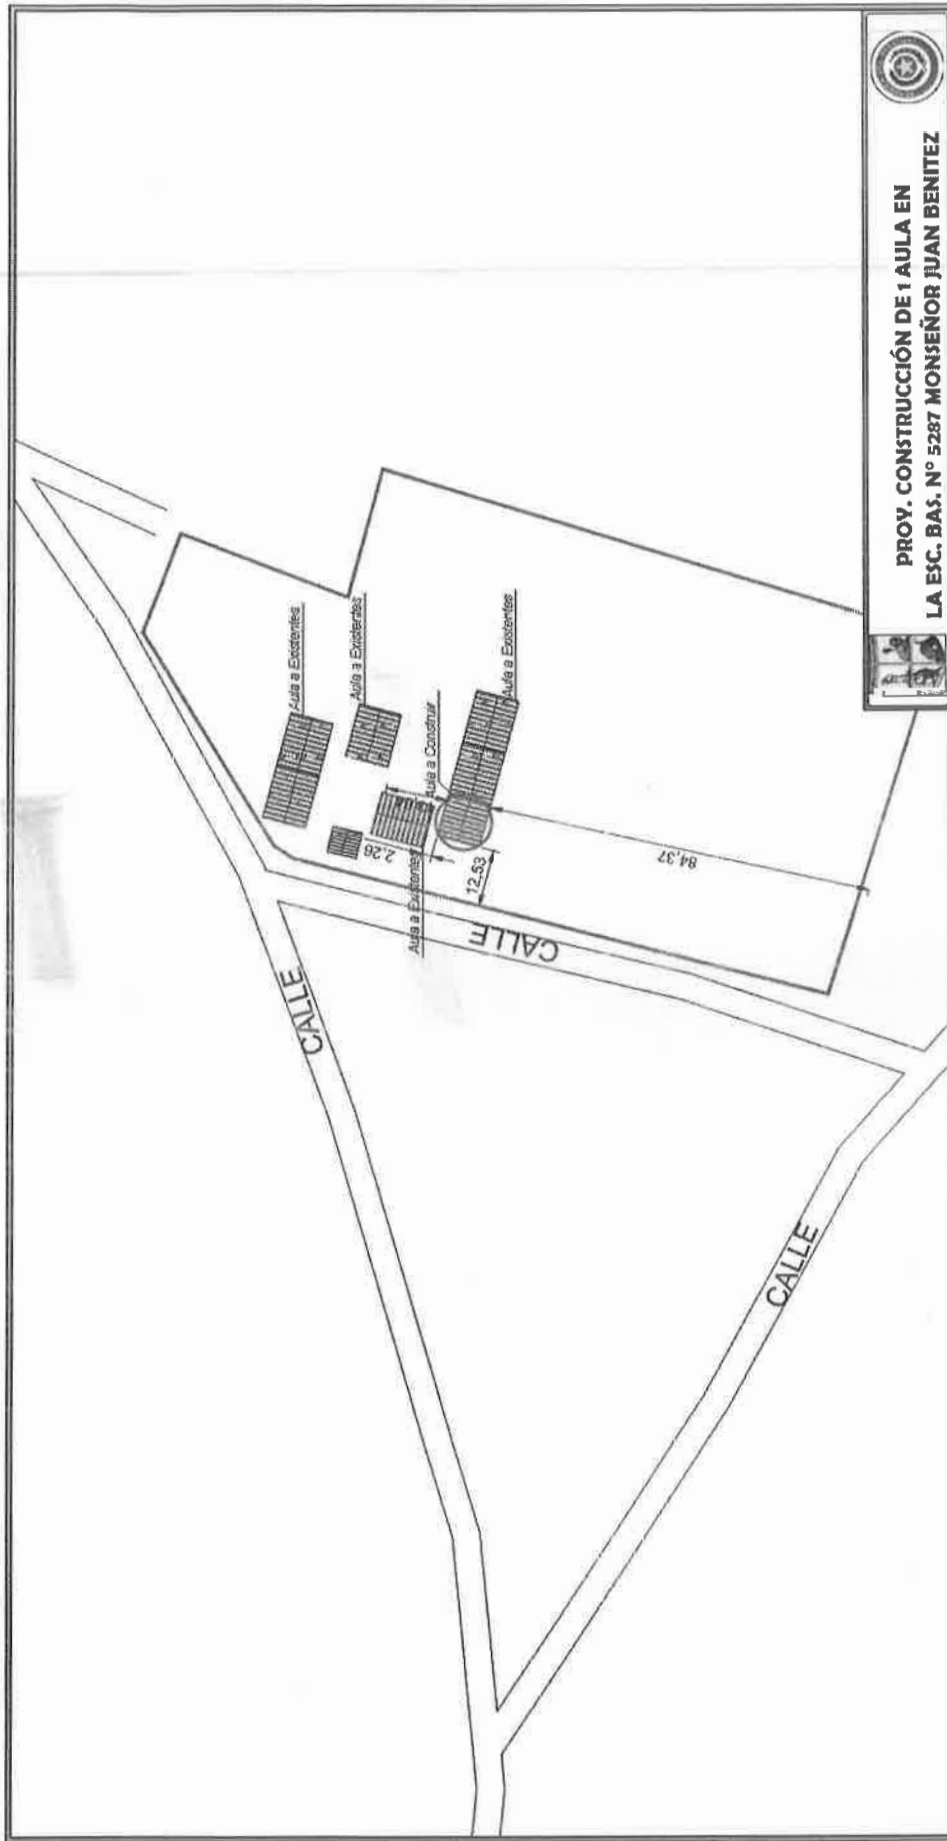 Aula a Existentes
Aula a Existentes
Aula a Construir
Aula a Existentes
Aula a Existentes
2,26
12,53
84,37
CALLE
CALLE
CALLE
PROY. CONSTRUCCIÓN DE 1 AULA EN
LA ESC. BAS. Nº 5287 MONSEÑOR JUAN BENITEZ